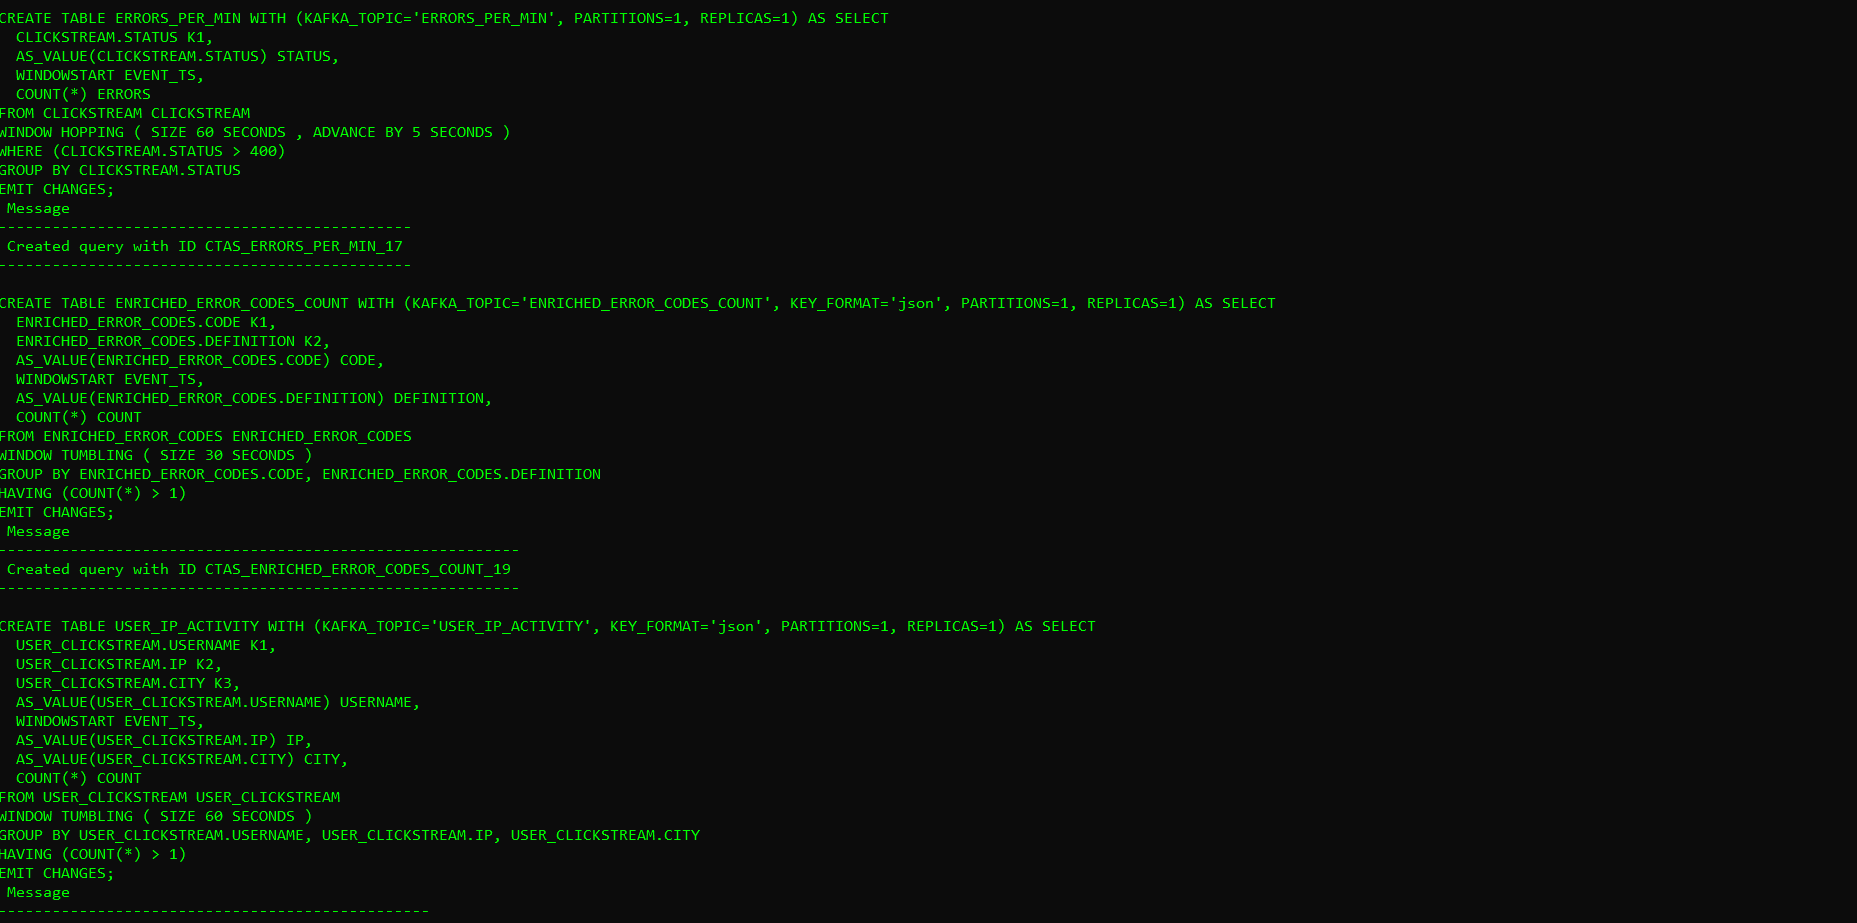 CREATE TABLE ERRORS_PER_MIN WITH (KAFKA_TOPIC='ERRORS_PER_MIN', PARTITIONS=1, REPLICAS=1) AS SELECT
  CLICKSTREAM.STATUS K1,
  AS_VALUE(CLICKSTREAM.STATUS) STATUS,
  WINDOWSTART EVENT_TS,
  COUNT(*) ERRORS
FROM CLICKSTREAM CLICKSTREAM
WINDOW HOPPING ( SIZE 60 SECONDS , ADVANCE BY 5 SECONDS )
WHERE (CLICKSTREAM.STATUS > 400)
GROUP BY CLICKSTREAM.STATUS
EMIT CHANGES;
 Message
----------------------------------------------
 Created query with ID CTAS_ERRORS_PER_MIN_17
----------------------------------------------
CREATE TABLE ENRICHED_ERROR_CODES_COUNT WITH (KAFKA_TOPIC='ENRICHED_ERROR_CODES_COUNT', KEY_FORMAT='json', PARTITIONS=1, REPLICAS=1) AS SELECT
  ENRICHED_ERROR_CODES.CODE K1,
  ENRICHED_ERROR_CODES.DEFINITION K2,
  AS_VALUE(ENRICHED_ERROR_CODES.CODE) CODE,
  WINDOWSTART EVENT_TS,
  AS_VALUE(ENRICHED_ERROR_CODES.DEFINITION) DEFINITION,
  COUNT(*) COUNT
FROM ENRICHED_ERROR_CODES ENRICHED_ERROR_CODES
WINDOW TUMBLING ( SIZE 30 SECONDS )
GROUP BY ENRICHED_ERROR_CODES.CODE, ENRICHED_ERROR_CODES.DEFINITION
HAVING (COUNT(*) > 1)
EMIT CHANGES;
 Message
----------------------------------------------------------
 Created query with ID CTAS_ENRICHED_ERROR_CODES_COUNT_19
----------------------------------------------------------
CREATE TABLE USER_IP_ACTIVITY WITH (KAFKA_TOPIC='USER_IP_ACTIVITY', KEY_FORMAT='json', PARTITIONS=1, REPLICAS=1) AS SELECT
  USER_CLICKSTREAM.USERNAME K1,
  USER_CLICKSTREAM.IP K2,
  USER_CLICKSTREAM.CITY K3,
  AS_VALUE(USER_CLICKSTREAM.USERNAME) USERNAME,
  WINDOWSTART EVENT_TS,
  AS_VALUE(USER_CLICKSTREAM.IP) IP,
  AS_VALUE(USER_CLICKSTREAM.CITY) CITY,
  COUNT(*) COUNT
FROM USER_CLICKSTREAM USER_CLICKSTREAM
WINDOW TUMBLING ( SIZE 60 SECONDS )
GROUP BY USER_CLICKSTREAM.USERNAME, USER_CLICKSTREAM.IP, USER_CLICKSTREAM.CITY
HAVING (COUNT(*) > 1)
EMIT CHANGES;
 Message
------------------------------------------------